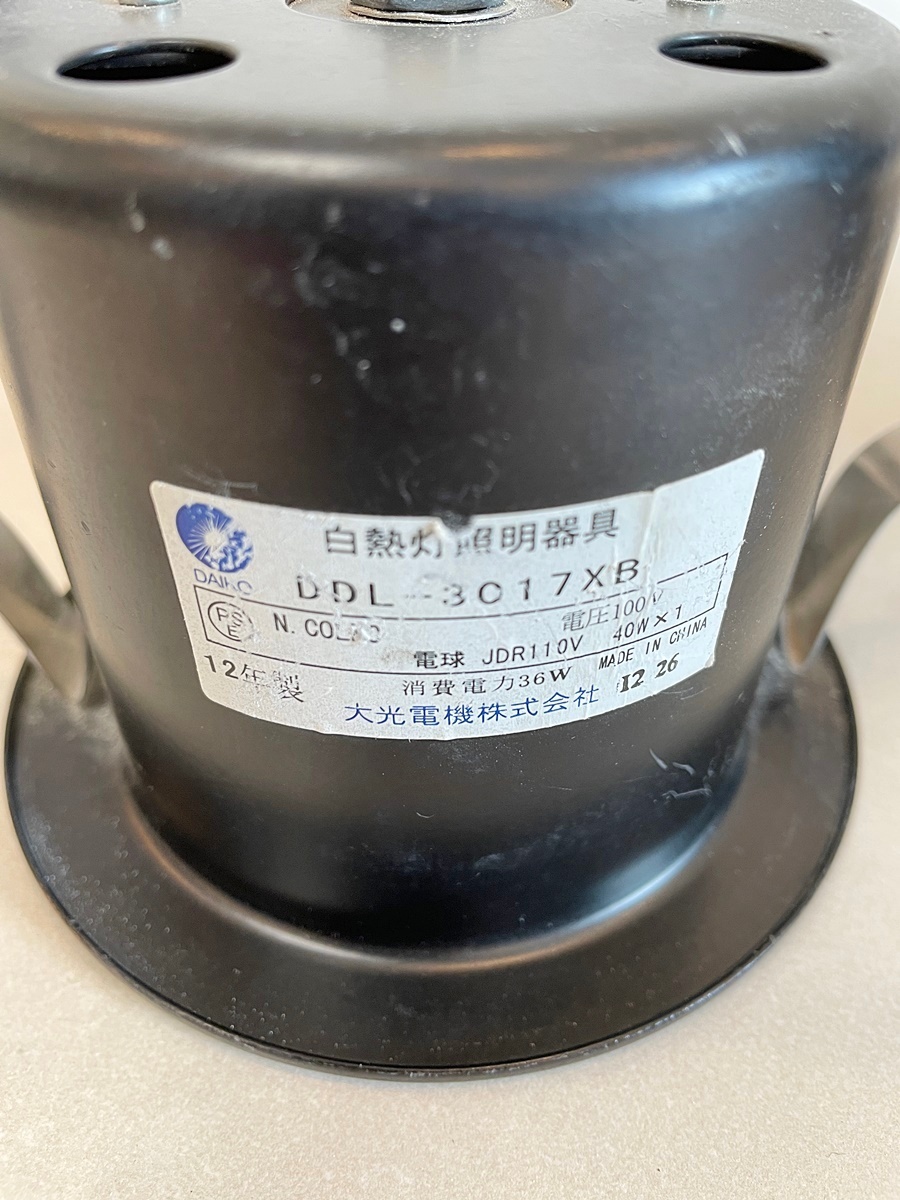 白熱灯照明器具
DAIKO
DDL-3017XB
PSE
N. COLZC
電圧100V
電球 JDR110V 40W×1
12年製
消費電力36W
MADE IN CHINA
大光電機株式会社
12 26